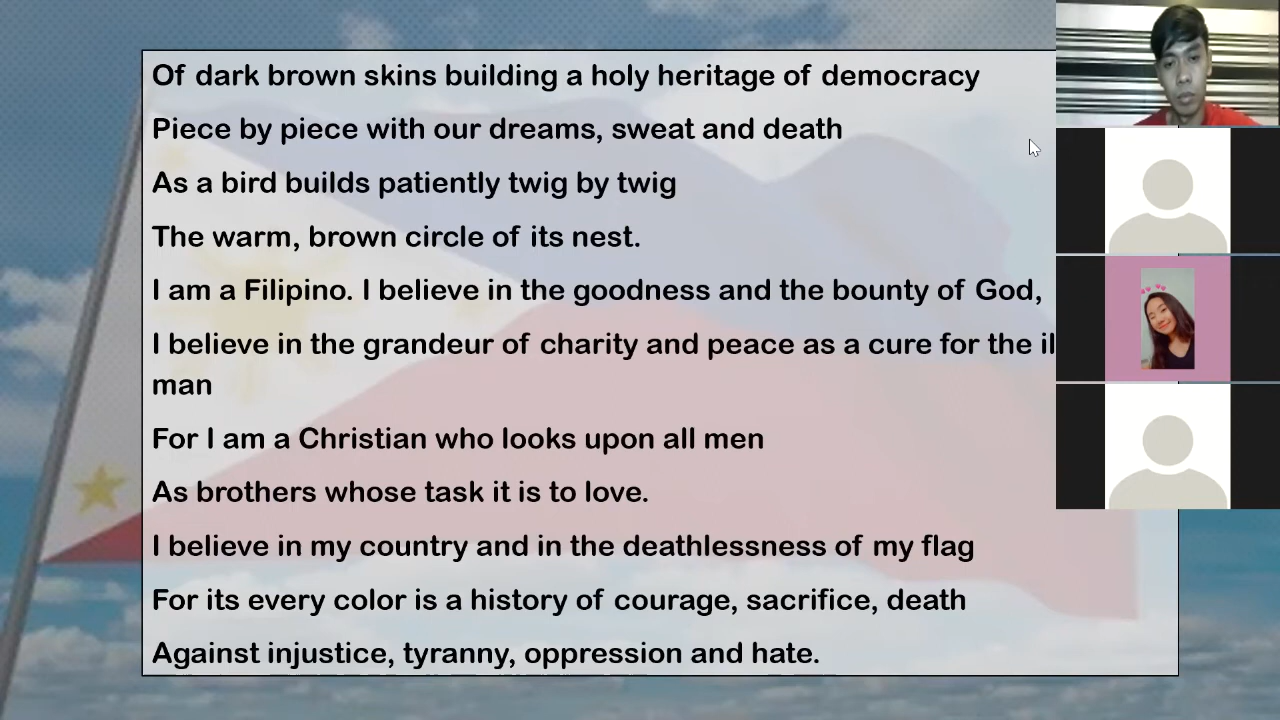 Of dark brown skins building a holy heritage of democracy
Piece by piece with our dreams, sweat and death
As a bird builds patiently twig by twig
The warm, brown circle of its nest.
I am a Filipino. I believe in the goodness and the bounty of God,
I believe in the grandeur of charity and peace as a cure for the
man
For I am a Christian who looks upon all men
As brothers whose task it is to love.
I believe in my country and in the deathlessness of my flag
For its every color is a history of courage, sacrifice, death
Against injustice, tyranny, oppression and hate.